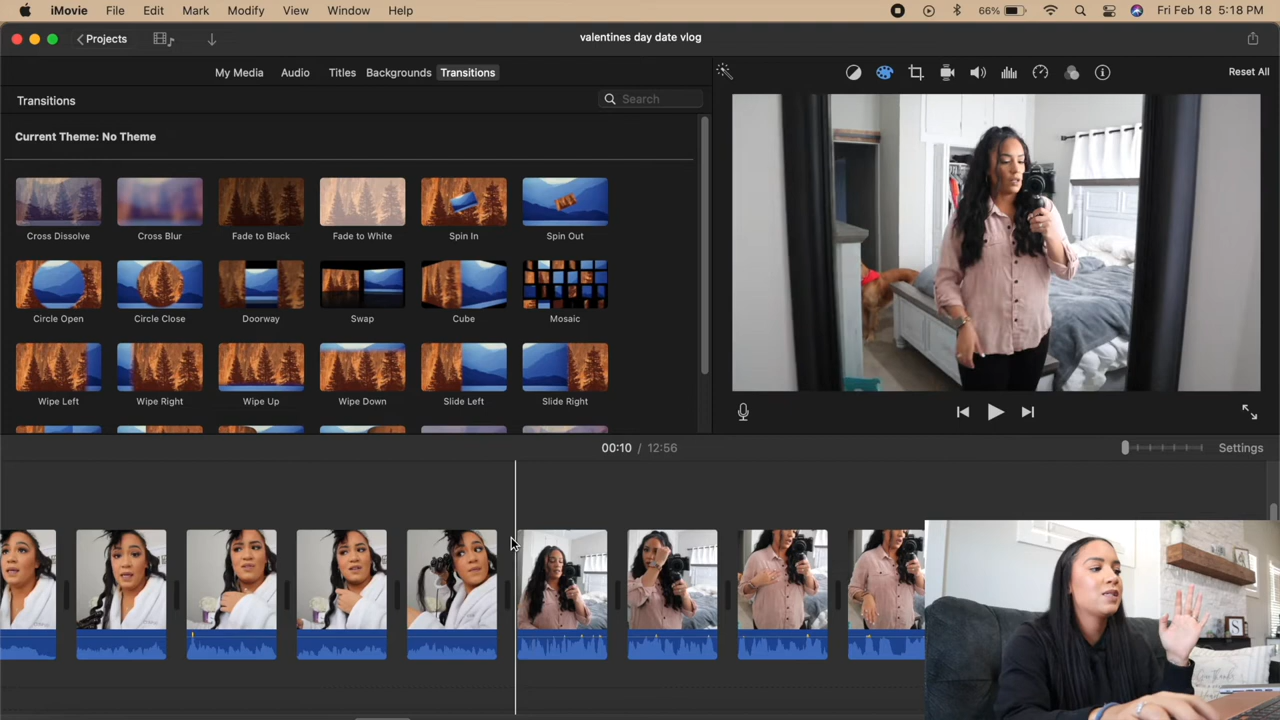 iMovie File Edit Mark Modify View Window Help 66% Fri Feb 18 5:18 PM
Projects valentines day date vlog
My Media Audio Titles Backgrounds Transitions Reset All
Transitions Search
Current Theme: No Theme
Cross Dissolve Cross Blur Fade to Black Fade to White Spin In Spin Out
Circle Open Circle Close Doorway Swap Cube Mosaic
Wipe Left Wipe Right Wipe Up Wipe Down Slide Left Slide Right
00:10 / 12:56 Settings
S